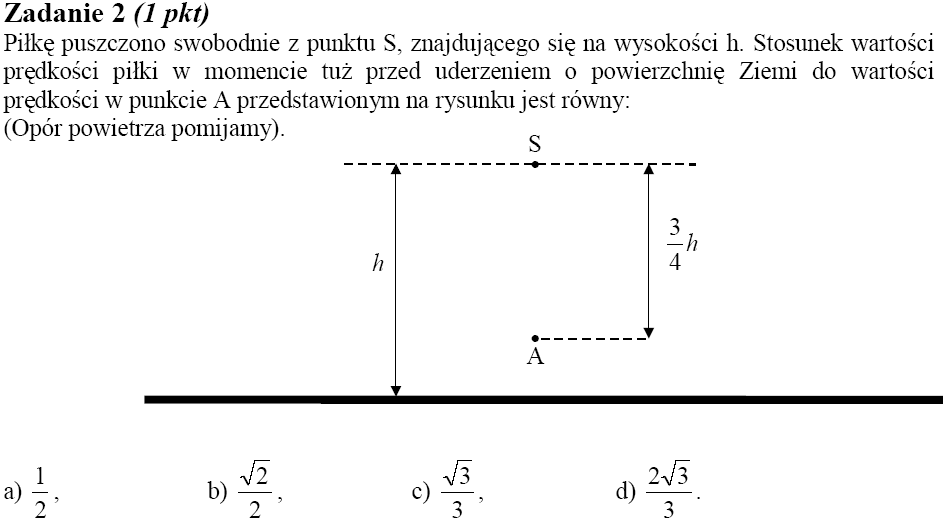 Zadanie 2 (1 pkt)
Piłkę puszczono swobodnie z punktu S, znajdującego się na wysokości h. Stosunek wartości
prędkości piłki w momencie tuż przed uderzeniem o powierzchnię Ziemi do wartości
prędkości w punkcie A przedstawionym na rysunku jest równy:
(Opór powietrza pomijamy).
S
h
3/4 h
A
a) 1/2, b) √2/2, c) √3/3, d) 2√3/3.